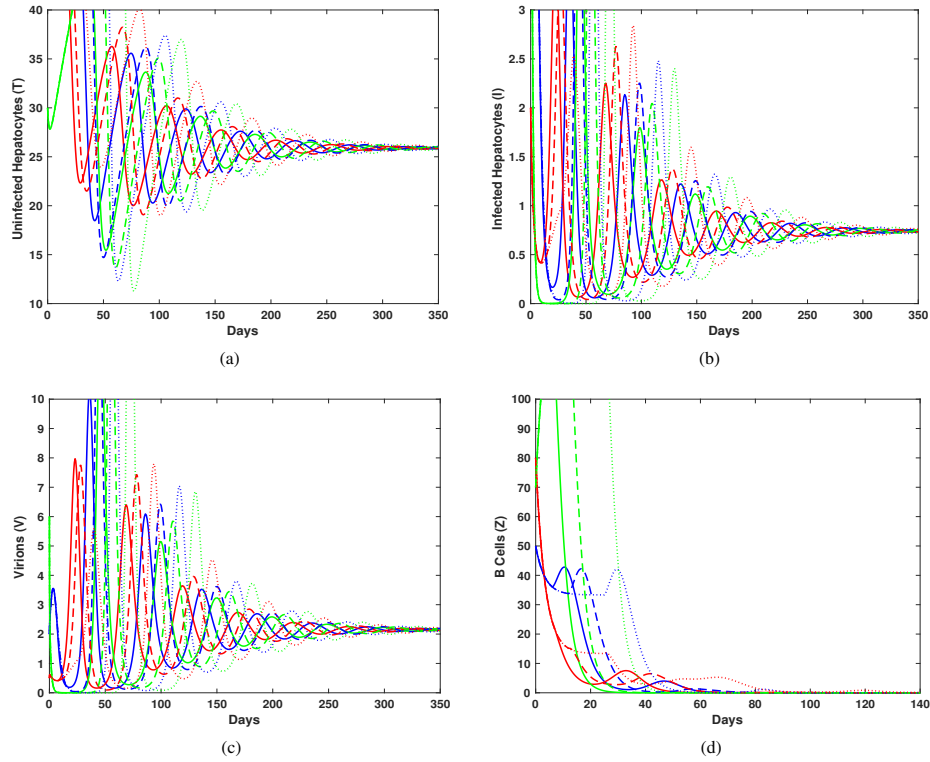 40
35
30
25
20
15
10
0 50 100 150 200 250 300 350
Uninfected Hepatocytes (T)
Days
(a)
3
2.5
2
1.5
1
0.5
0
0 50 100 150 200 250 300 350
Infected Hepatocytes (I)
Days
(b)
10
9
8
7
6
5
4
3
2
1
0
0 50 100 150 200 250 300 350
Virions (V)
Days
(c)
100
90
80
70
60
50
40
30
20
10
0
0 20 40 60 80 100 120 140
B Cells (Z)
Days
(d)